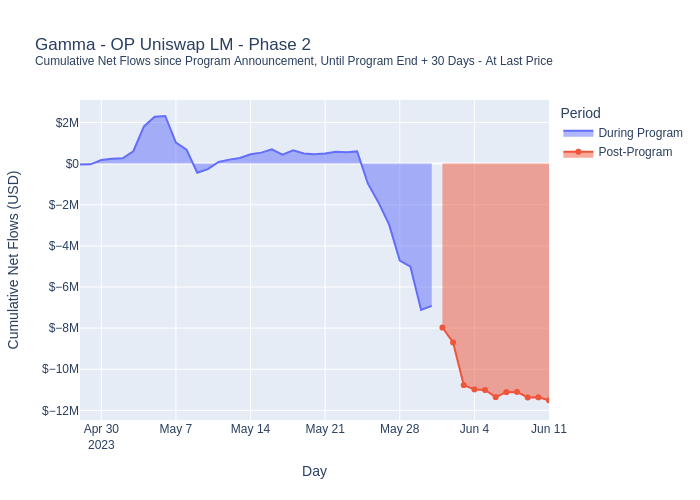 Gamma - OP Uniswap LM - Phase 2
Cumulative Net Flows since Program Announcement, Until Program End + 30 Days - At Last Price
Period
During Program
Post-Program
Cumulative Net Flows (USD)
$2M
$0
$−2M
$−4M
$−6M
$−8M
$−10M
$−12M
Apr 30
2023
May 7
May 14
May 21
May 28
Jun 4
Jun 11
Day